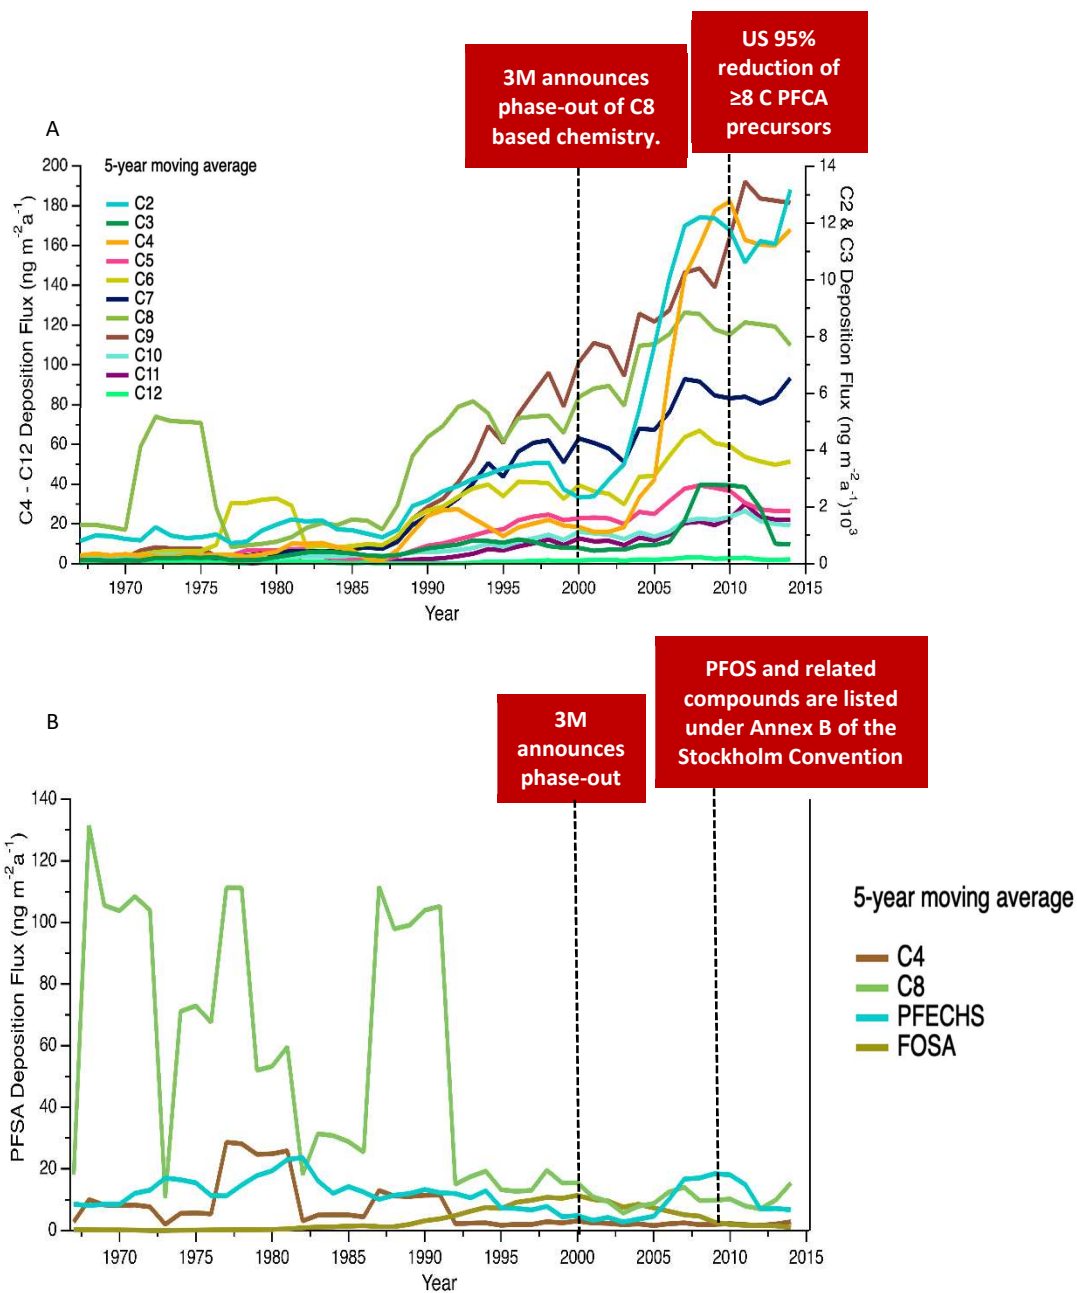 US 95%
reduction of
≥8 C PFCA
precursors
3M announces
phase-out of C8
based chemistry.
A
5-year moving average
C2
C3
C4
C5
C6
C7
C8
C9
C10
C11
C12
C4 - C12 Deposition Flux (ng m⁻²a⁻¹)
200
180
160
140
120
100
80
60
40
20
0
14
12
10
8
6
4
2
0
C2 & C3 Deposition Flux (ng m⁻²a⁻¹)10³
1970 1975 1980 1985 1990 1995 2000 2005 2010 2015
Year
PFOS and related
compounds are listed
under Annex B of the
Stockholm Convention
3M
announces
phase-out
B
PFSA Deposition Flux (ng m⁻²a⁻¹)
140
120
100
80
60
40
20
0
1970 1975 1980 1985 1990 1995 2000 2005 2010 2015
Year
5-year moving average
C4
C8
PFECHS
FOSA